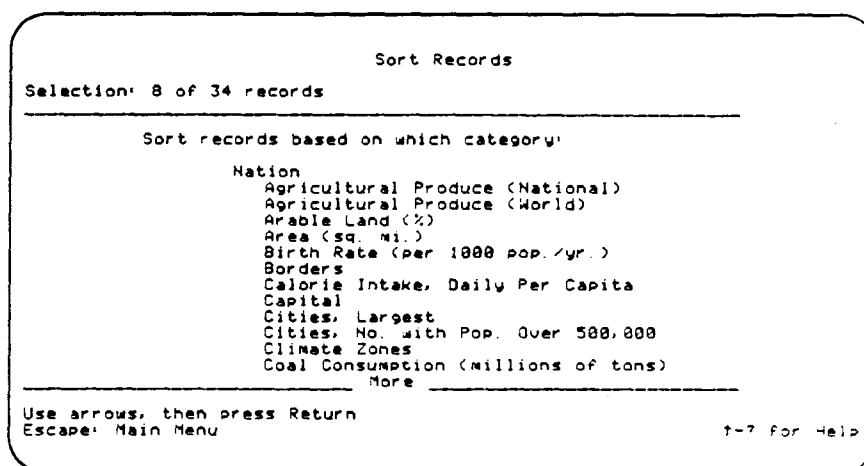 Sort Records
Selection: 8 of 34 records
Sort records based on which category:
Nation
Agricultural Produce (National)
Agricultural Produce (World)
Arable Land (%)
Area (sq. mi.)
Birth Rate (per 1000 pop./yr.)
Borders
Calorie Intake, Daily Per Capita
Capital
Cities, Largest
Cities, No. with Pop. Over 500,000
Climate Zones
Coal Consumption (millions of tons)
More
Use arrows, then press Return
Escape: Main Menu
↑-? for Help